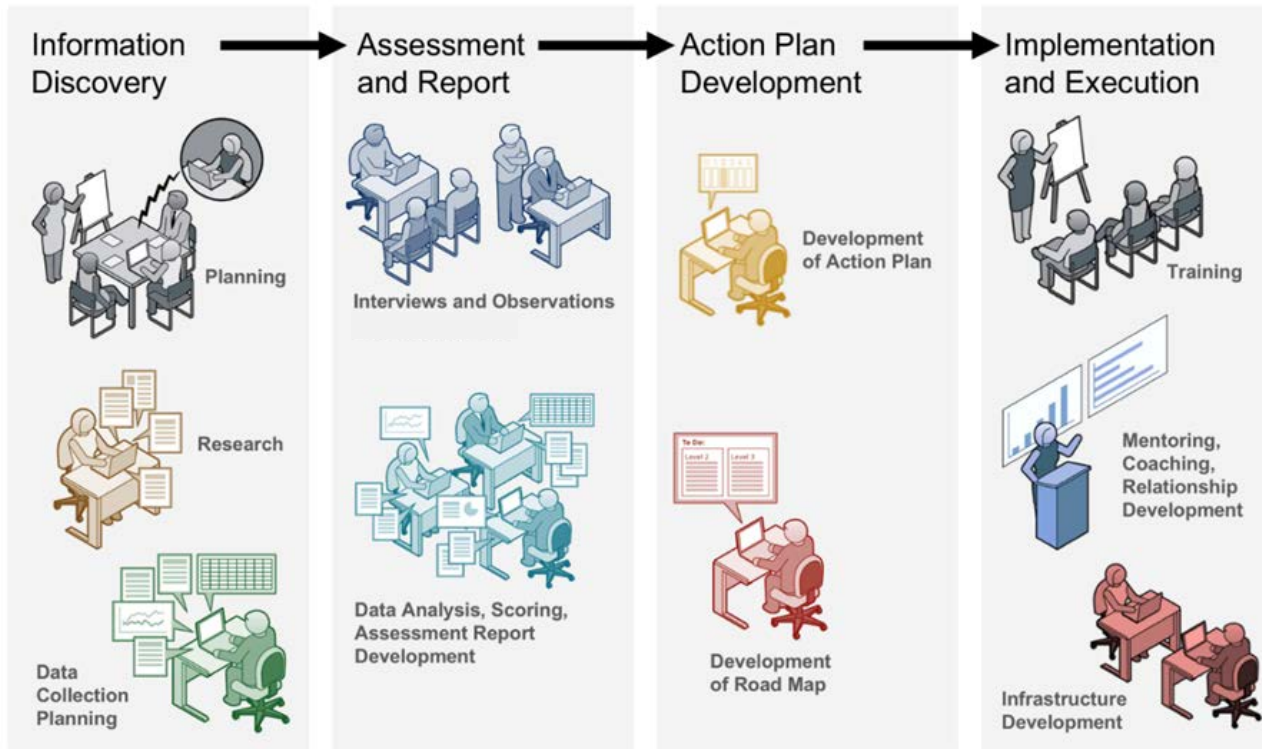 Information
Discovery
Assessment
and Report
Action Plan
Development
Implementation
and Execution
Planning
Research
Data
Collection
Planning
Interviews and Observations
Data Analysis, Scoring,
Assessment Report
Development
Development
of Action Plan
To Do:
Level 2
Level 3
Development
of Road Map
Training
Mentoring,
Coaching,
Relationship
Development
Infrastructure
Development